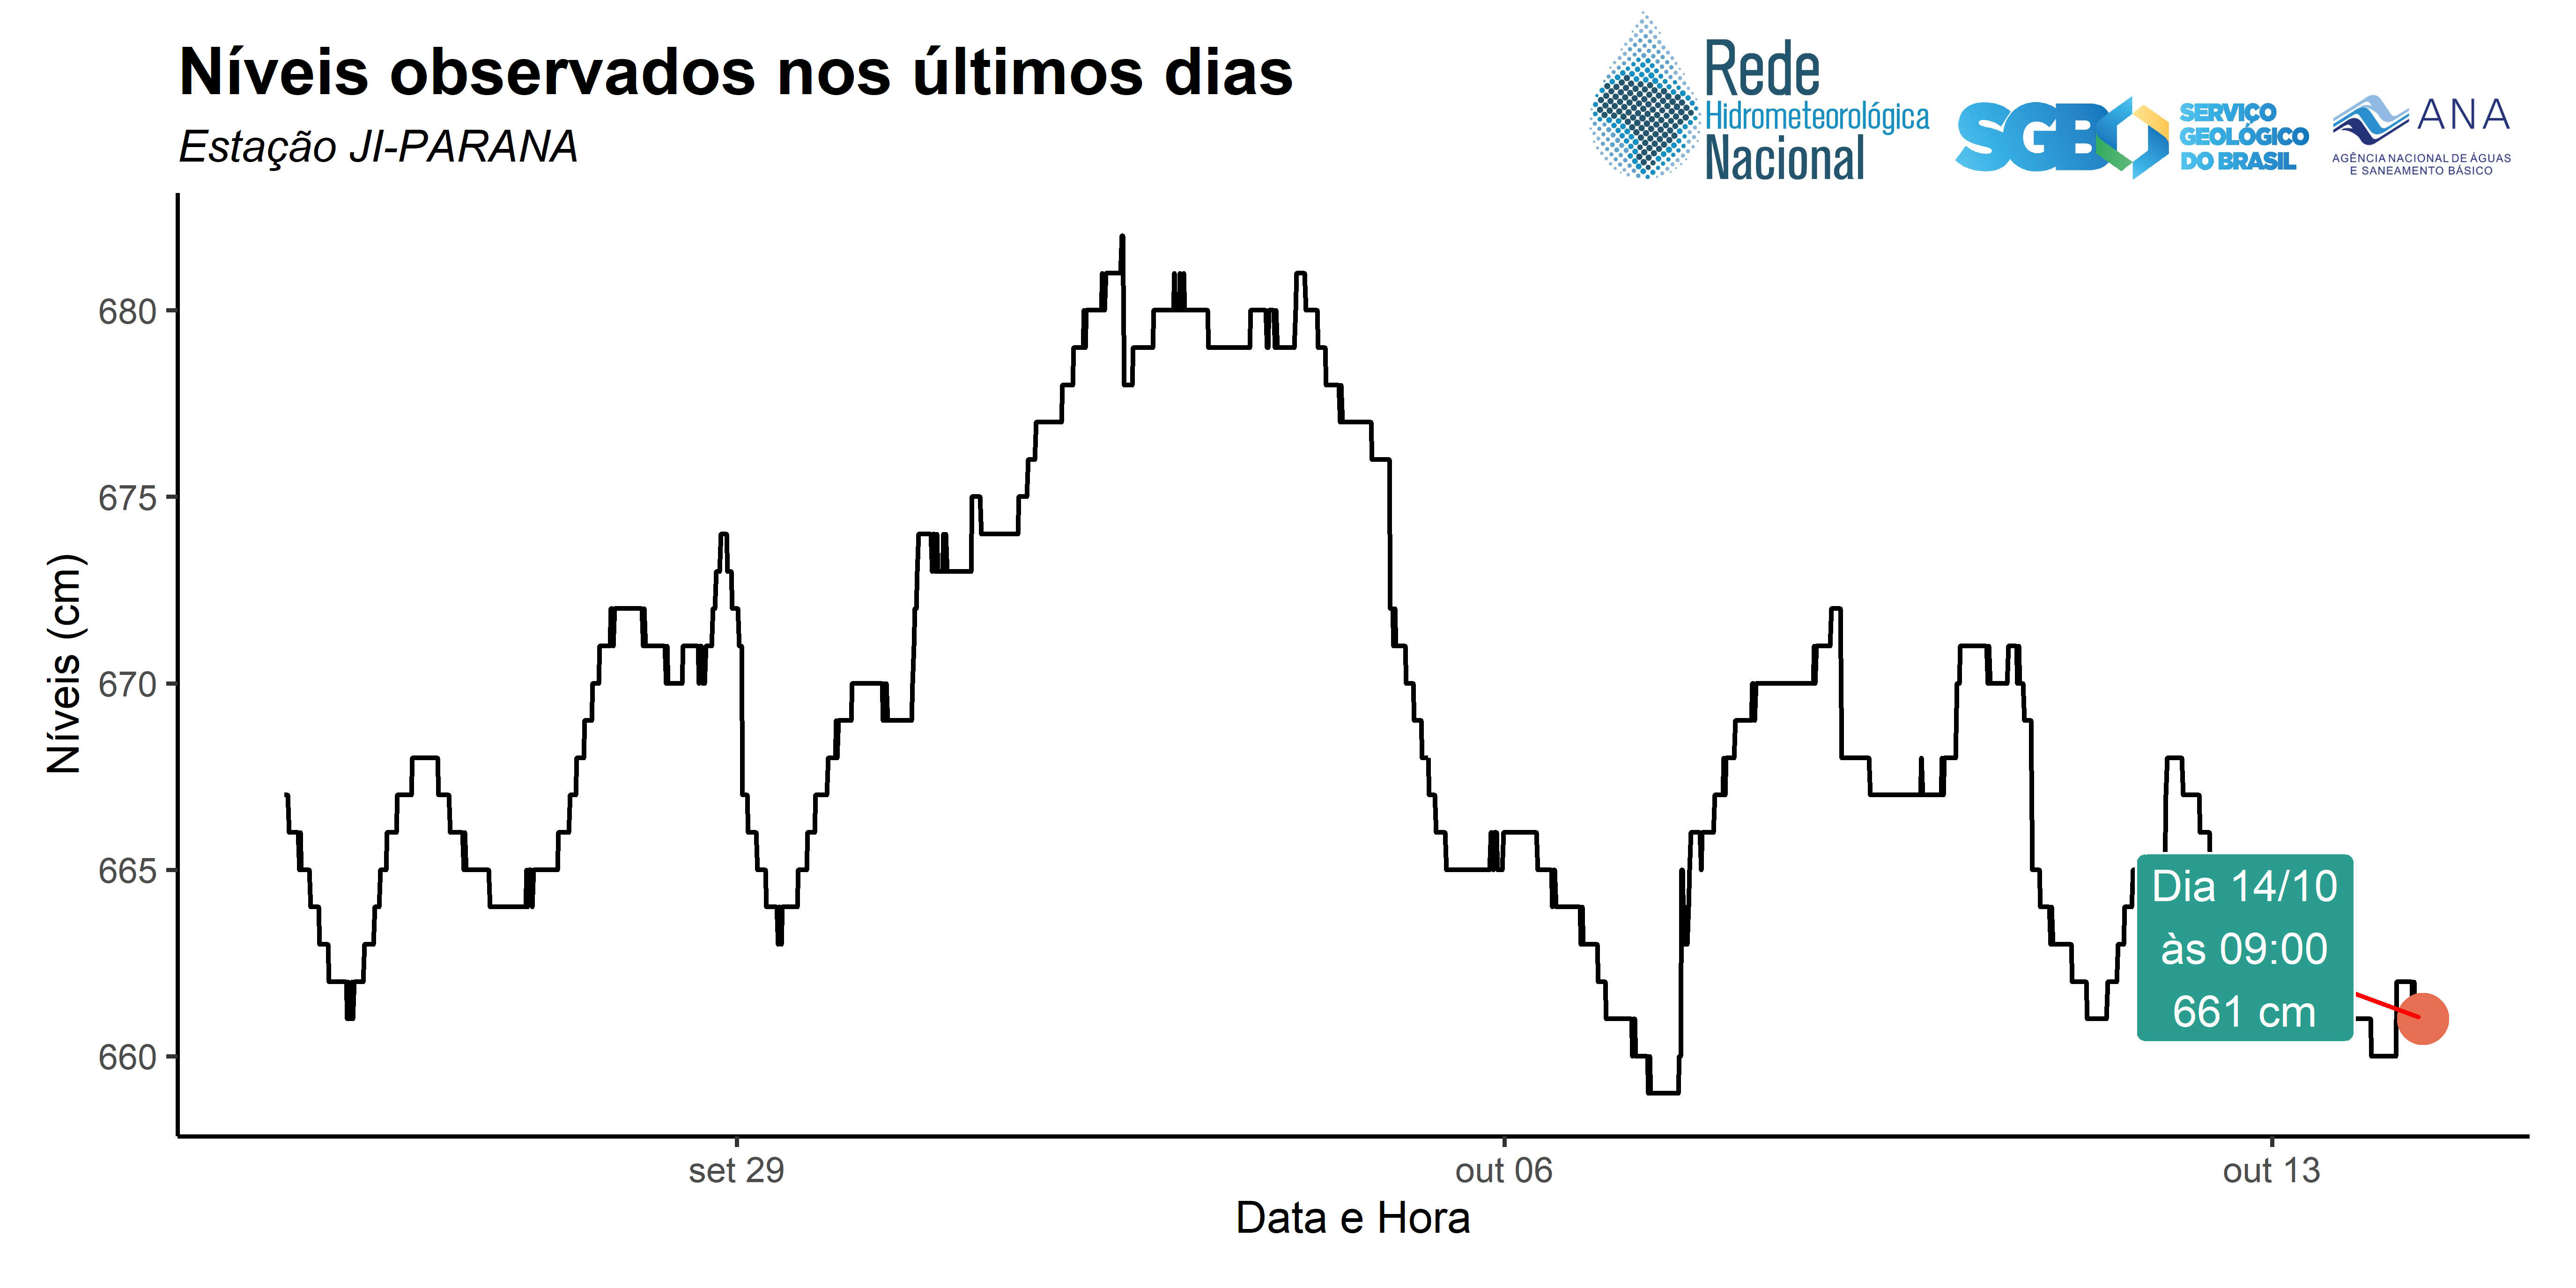 Níveis observados nos últimos dias
Estação JI-PARANA
Rede
Hidrometeorológica
Nacional
SGB
SERVIÇO
GEOLÓGICO
DO BRASIL
ANA
AGÊNCIA NACIONAL DE ÁGUAS
E SANEAMENTO BÁSICO
Níveis (cm)
680
675
670
665
660
Dia 14/10
às 09:00
661 cm
set 29
out 06
out 13
Data e Hora